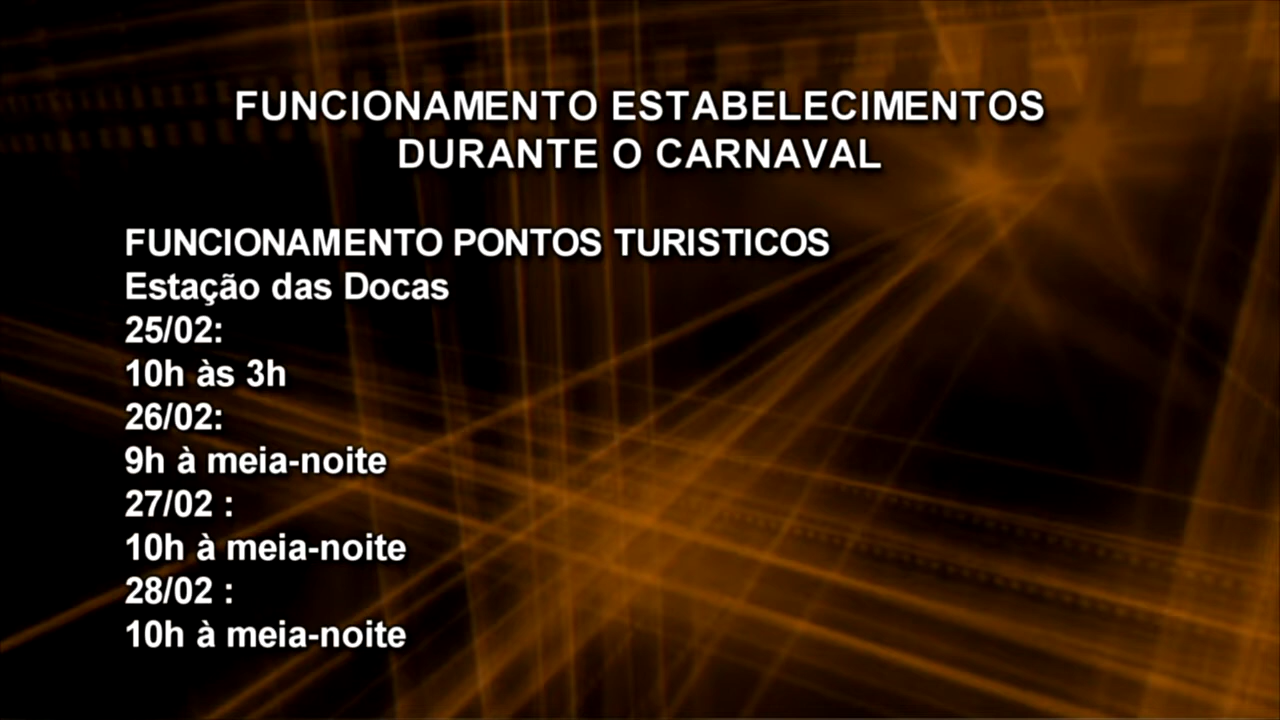 FUNCIONAMENTO ESTABELECIMENTOS
DURANTE O CARNAVAL
FUNCIONAMENTO PONTOS TURISTICOS
Estação das Docas
25/02:
10h às 3h
26/02:
9h à meia-noite
27/02 :
10h à meia-noite
28/02 :
10h à meia-noite